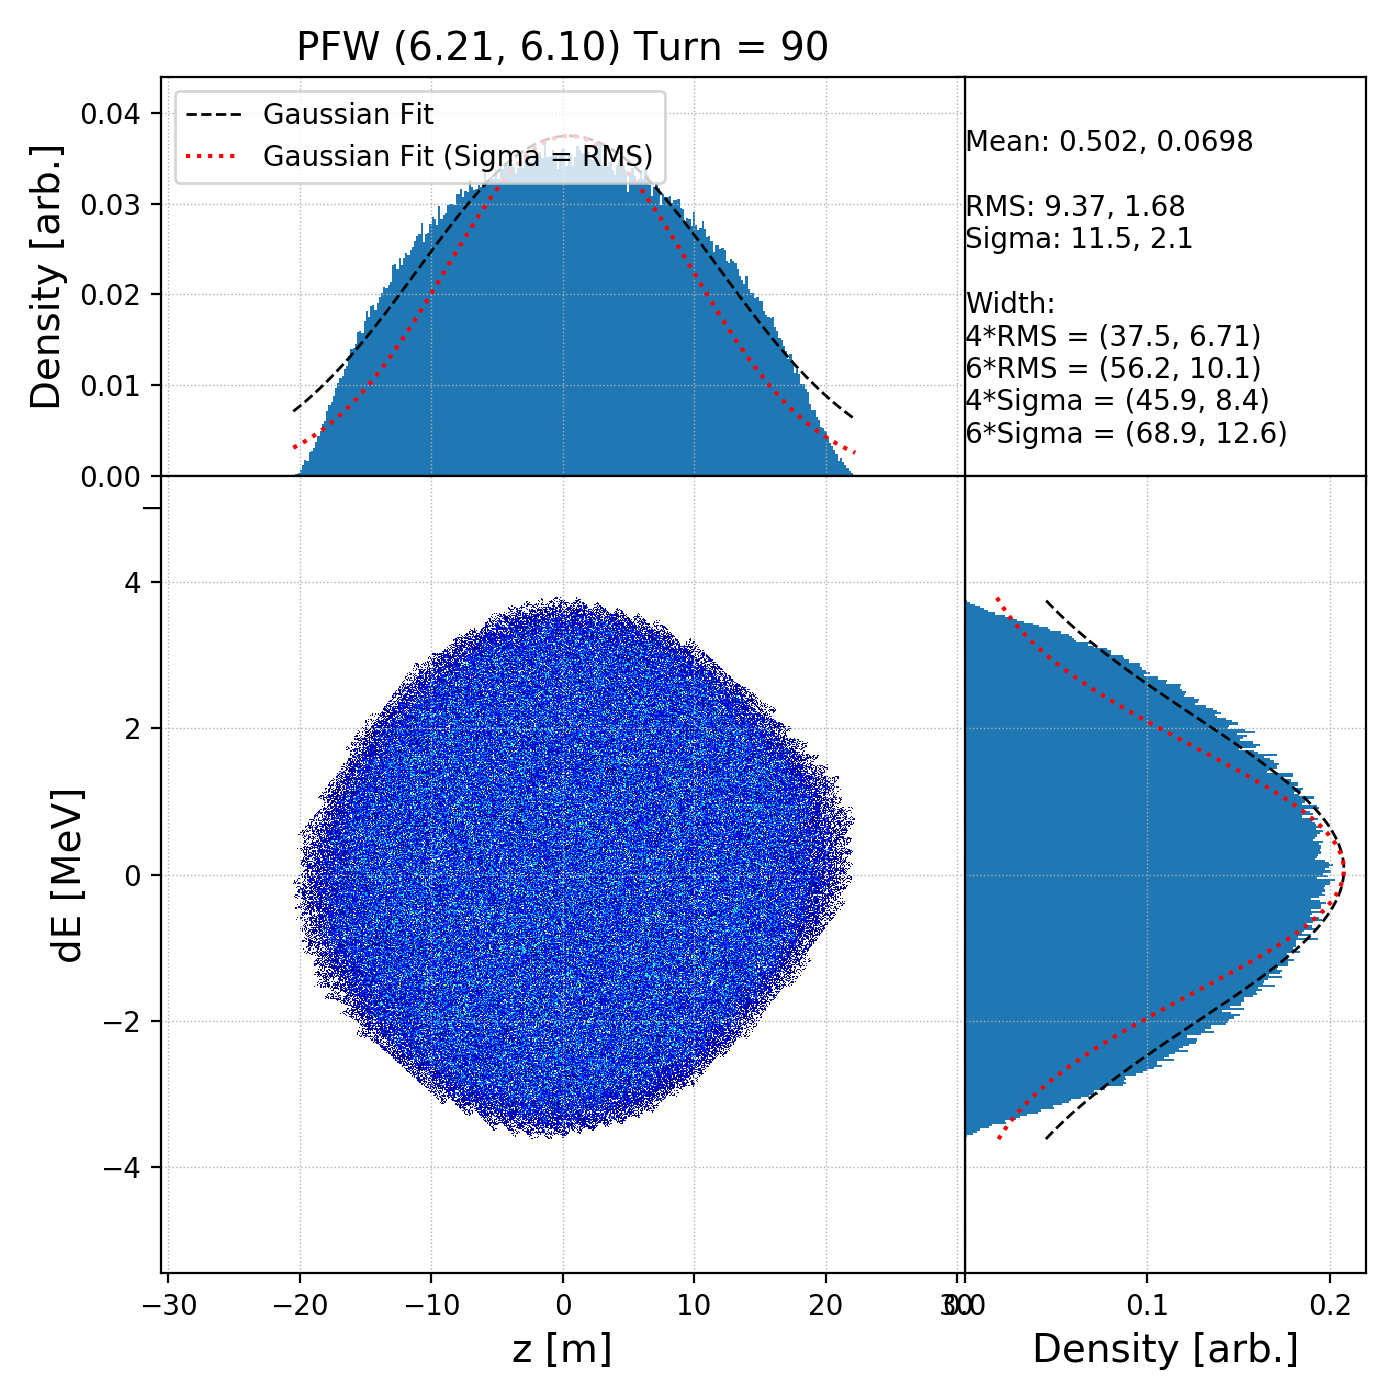 PFW (6.21, 6.10) Turn = 90
Gaussian Fit
Gaussian Fit (Sigma = RMS)
Density [arb.]
0.04
0.03
0.02
0.01
0.00
Mean: 0.502, 0.0698
RMS: 9.37, 1.68
Sigma: 11.5, 2.1
Width:
4*RMS = (37.5, 6.71)
6*RMS = (56.2, 10.1)
4*Sigma = (45.9, 8.4)
6*Sigma = (68.9, 12.6)
dE [MeV]
4
2
0
−2
−4
−30 −20 −10 0 10 20 30
z [m]
0.0 0.1 0.2
Density [arb.]